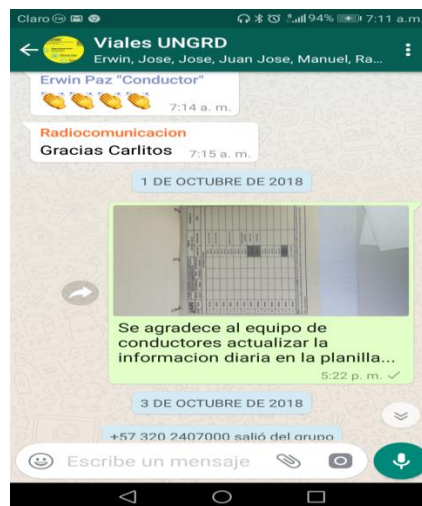 Claro 94% 7:11 a.m.
Viales UNGRD
Erwin, Jose, Jose, Juan Jose, Manuel, Ra...
Erwin Paz "Conductor"
7:14 a. m.
Radiocomunicacion
Gracias Carlitos 7:15 a. m.
1 DE OCTUBRE DE 2018
Se agradece al equipo de
conductores actualizar la
informacion diaria en la planilla...
5:22 p. m.
3 DE OCTUBRE DE 2018
+57 320 2407000 salió del grupo
Escribe un mensaje